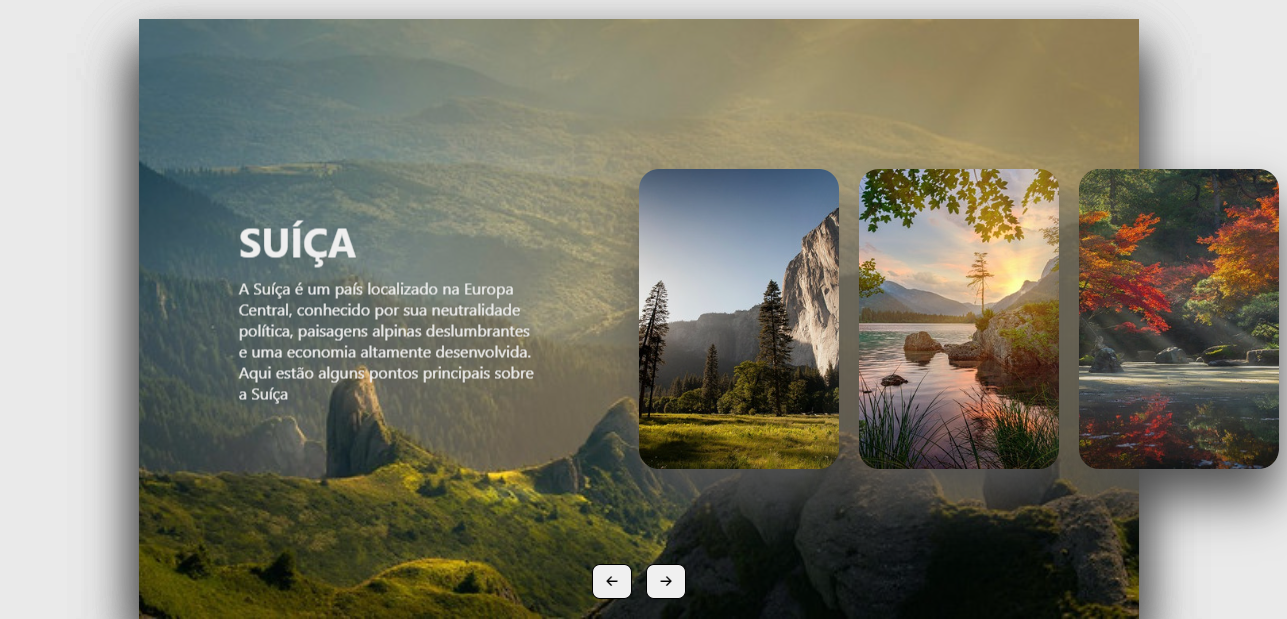 SUÍÇA
A Suíça é um país localizado na Europa
Central, conhecido por sua neutralidade
política, paisagens alpinas deslumbrantes
e uma economia altamente desenvolvida.
Aqui estão alguns pontos principais sobre
a Suíça